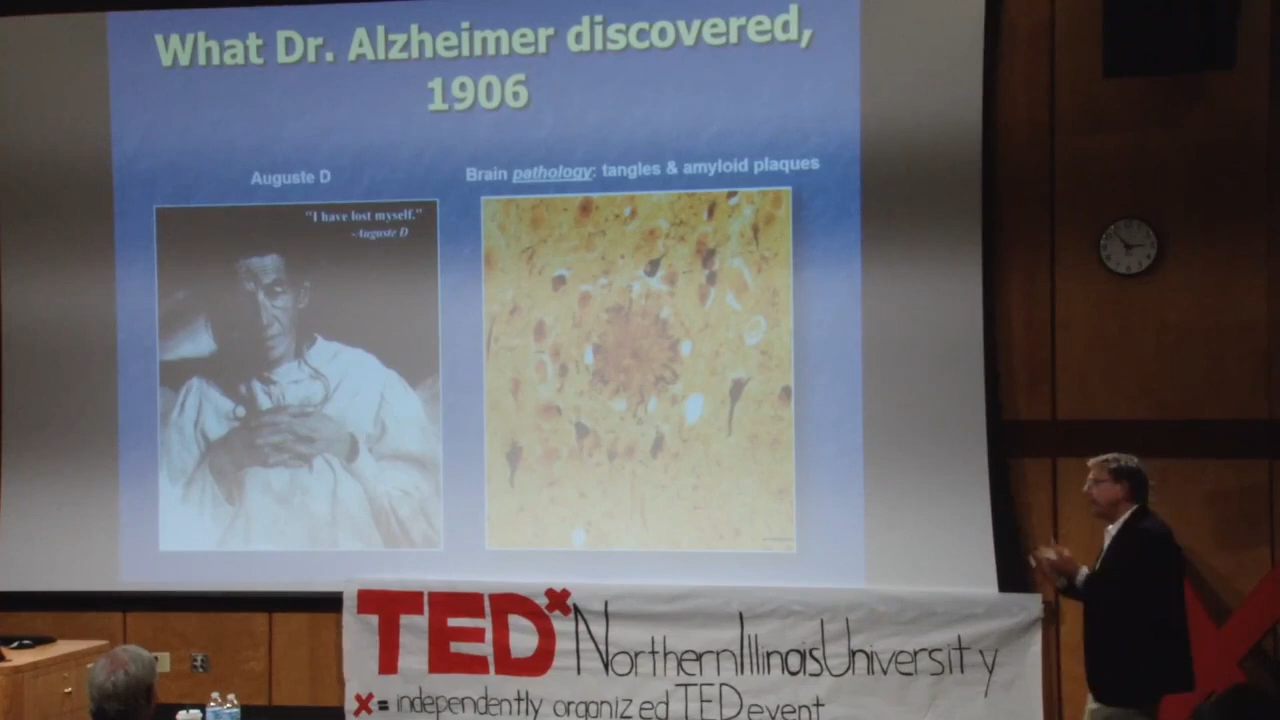 What Dr. Alzheimer discovered,
1906
Auguste D
Brain pathology: tangles & amyloid plaques
"I have lost myself."
-Auguste D
TEDx NorthernIllinoisUniversity
x = independently organized TED event